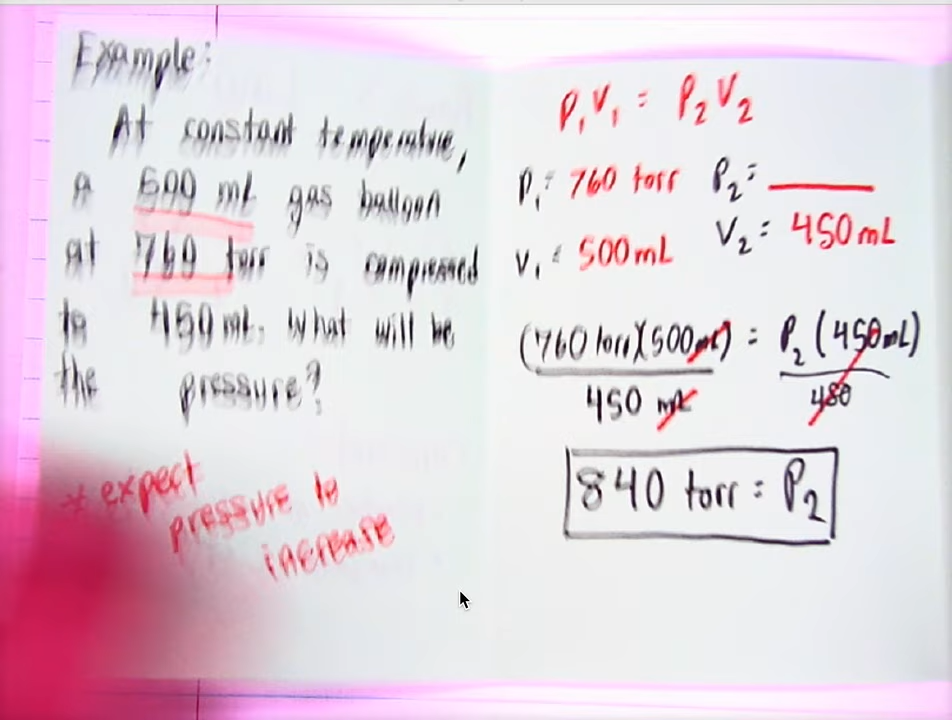 Example:
At constant temperature,
a 500 mL gas balloon
at 760 torr is compressed
to 450 mL. What will be
the pressure?
* expect
pressure to
increase
P₁V₁ = P₂V₂
P₁ = 760 torr P₂ = ____
V₁ = 500 mL V₂ = 450 mL
(760 torr)(500 mL) = P₂ (450 mL)
450 mL 450
840 torr = P₂